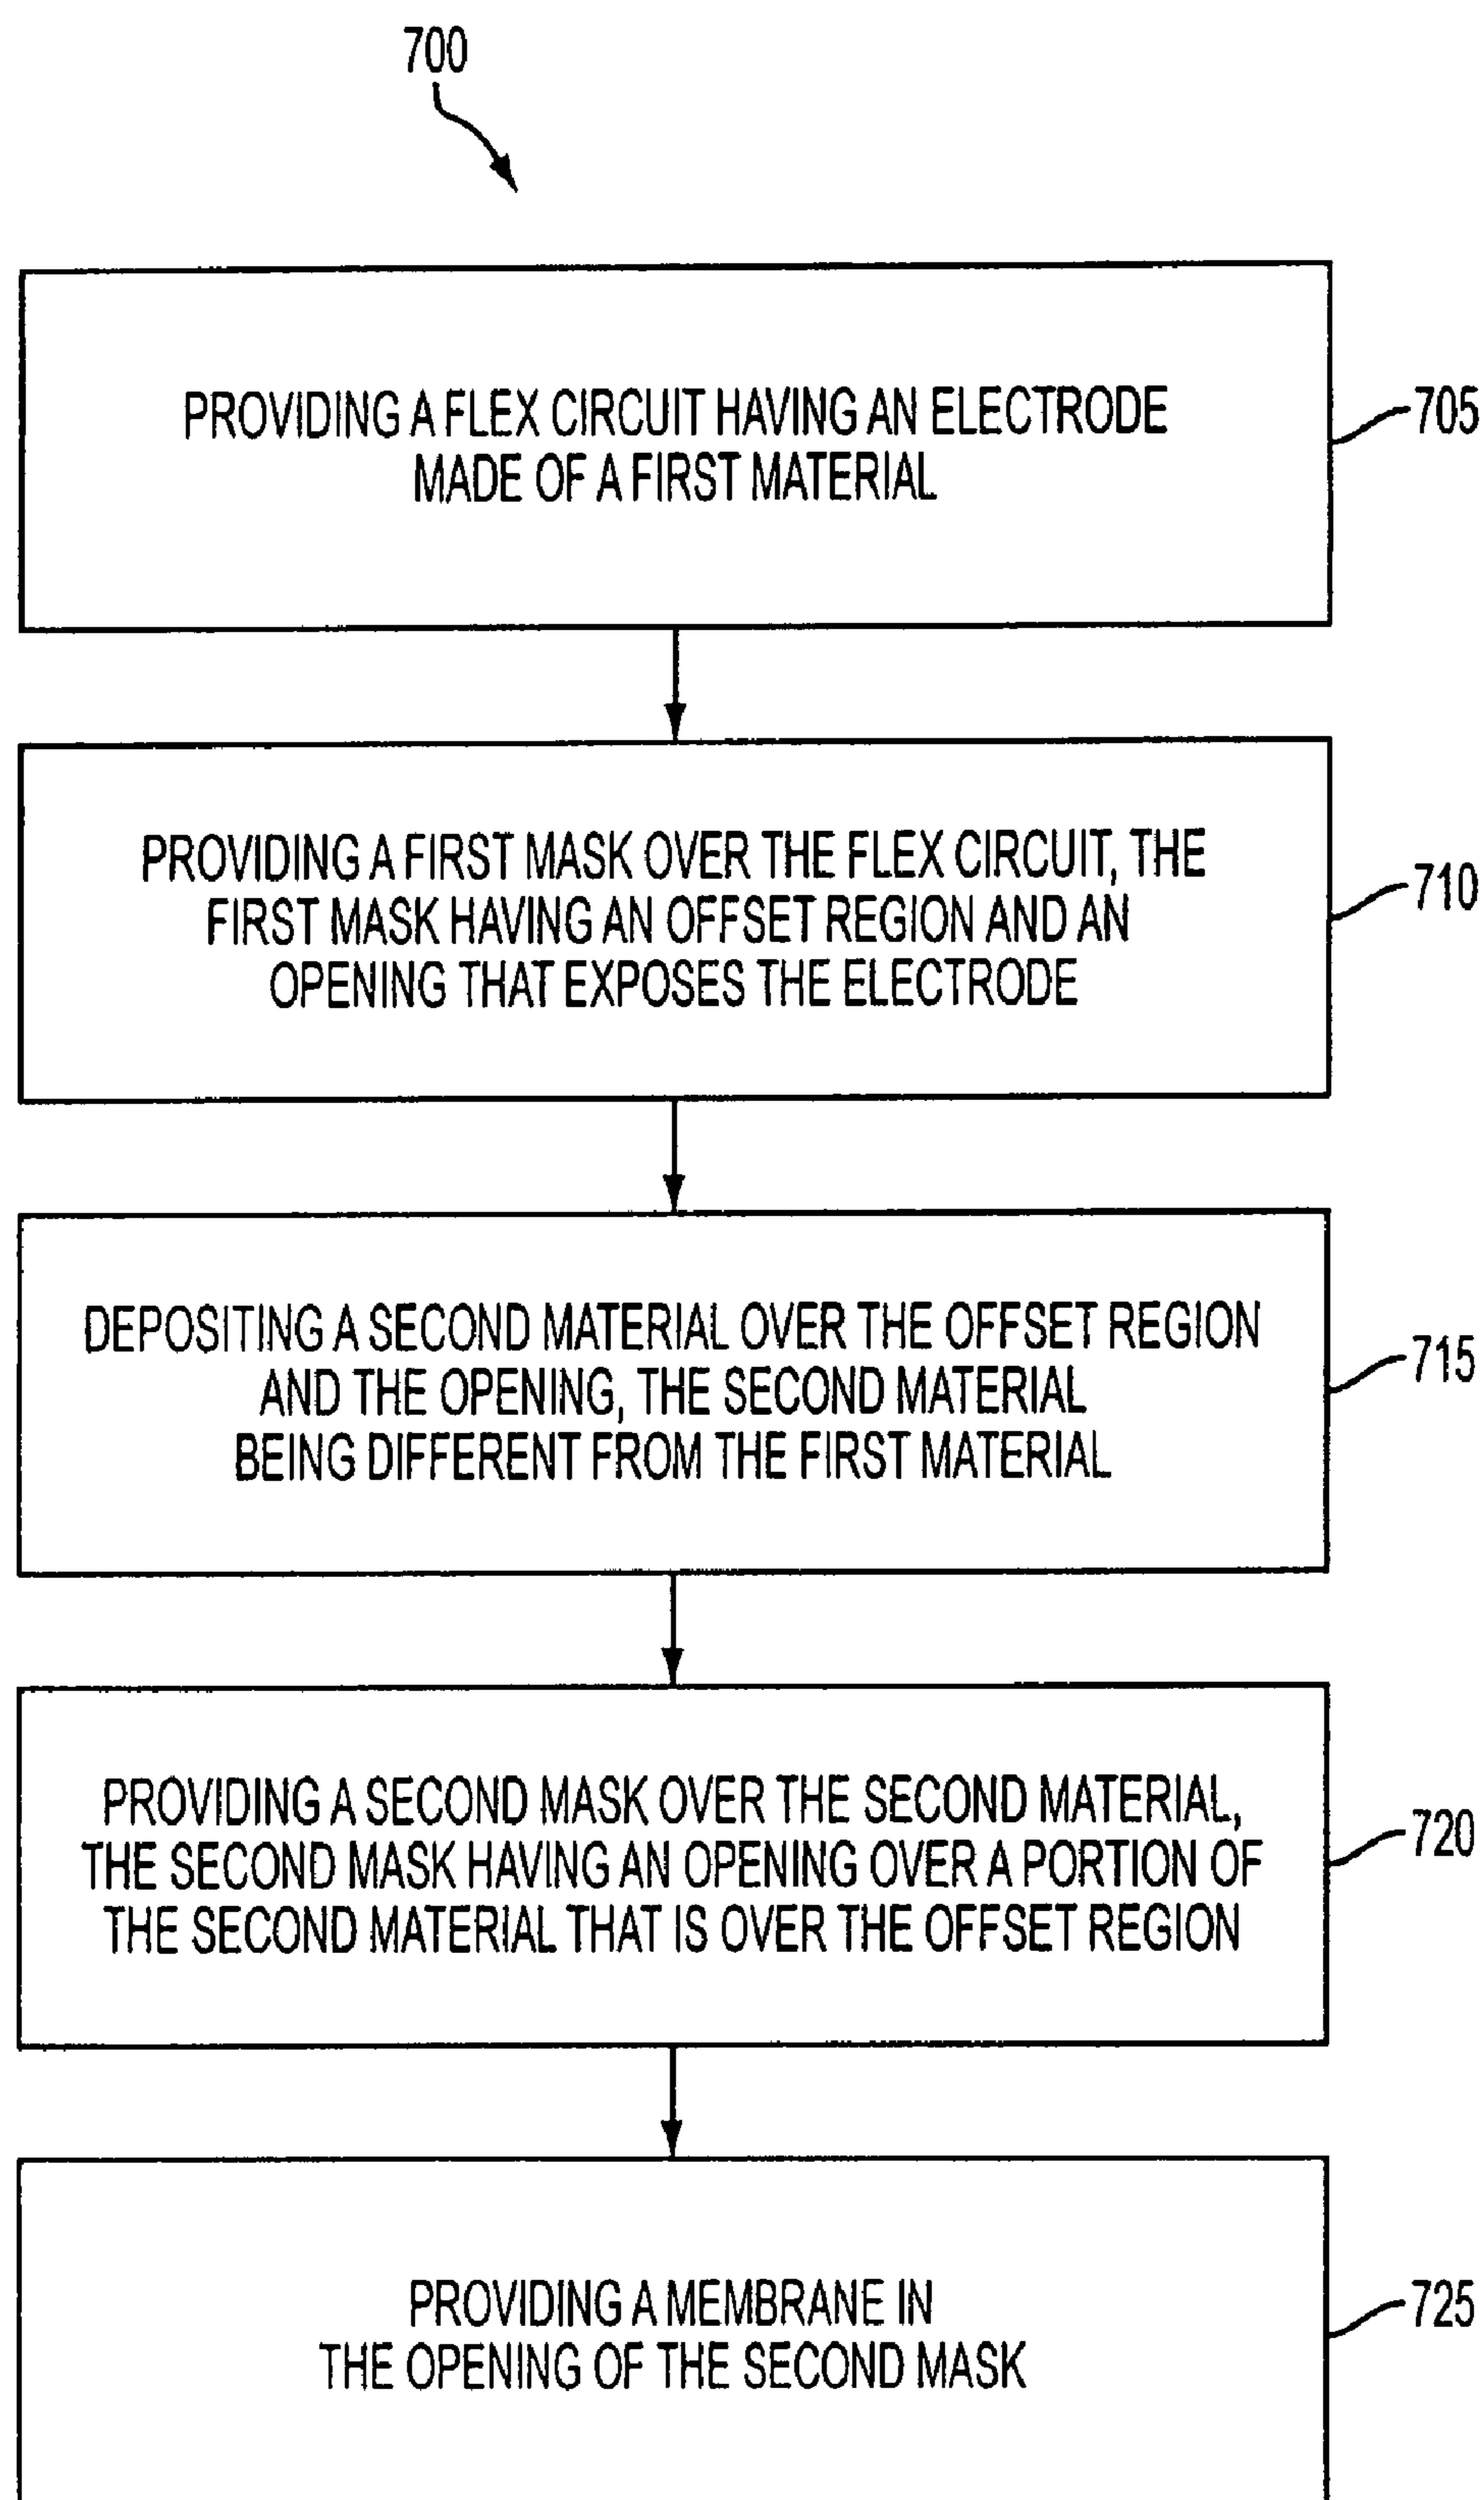 700
PROVIDING A FLEX CIRCUIT HAVING AN ELECTRODE
MADE OF A FIRST MATERIAL
705
PROVIDING A FIRST MASK OVER THE FLEX CIRCUIT, THE
FIRST MASK HAVING AN OFFSET REGION AND AN
OPENING THAT EXPOSES THE ELECTRODE
710
DEPOSITING A SECOND MATERIAL OVER THE OFFSET REGION
AND THE OPENING, THE SECOND MATERIAL
BEING DIFFERENT FROM THE FIRST MATERIAL
715
PROVIDING A SECOND MASK OVER THE SECOND MATERIAL,
THE SECOND MASK HAVING AN OPENING OVER A PORTION OF
THE SECOND MATERIAL THAT IS OVER THE OFFSET REGION
720
PROVIDING A MEMBRANE IN
THE OPENING OF THE SECOND MASK
725